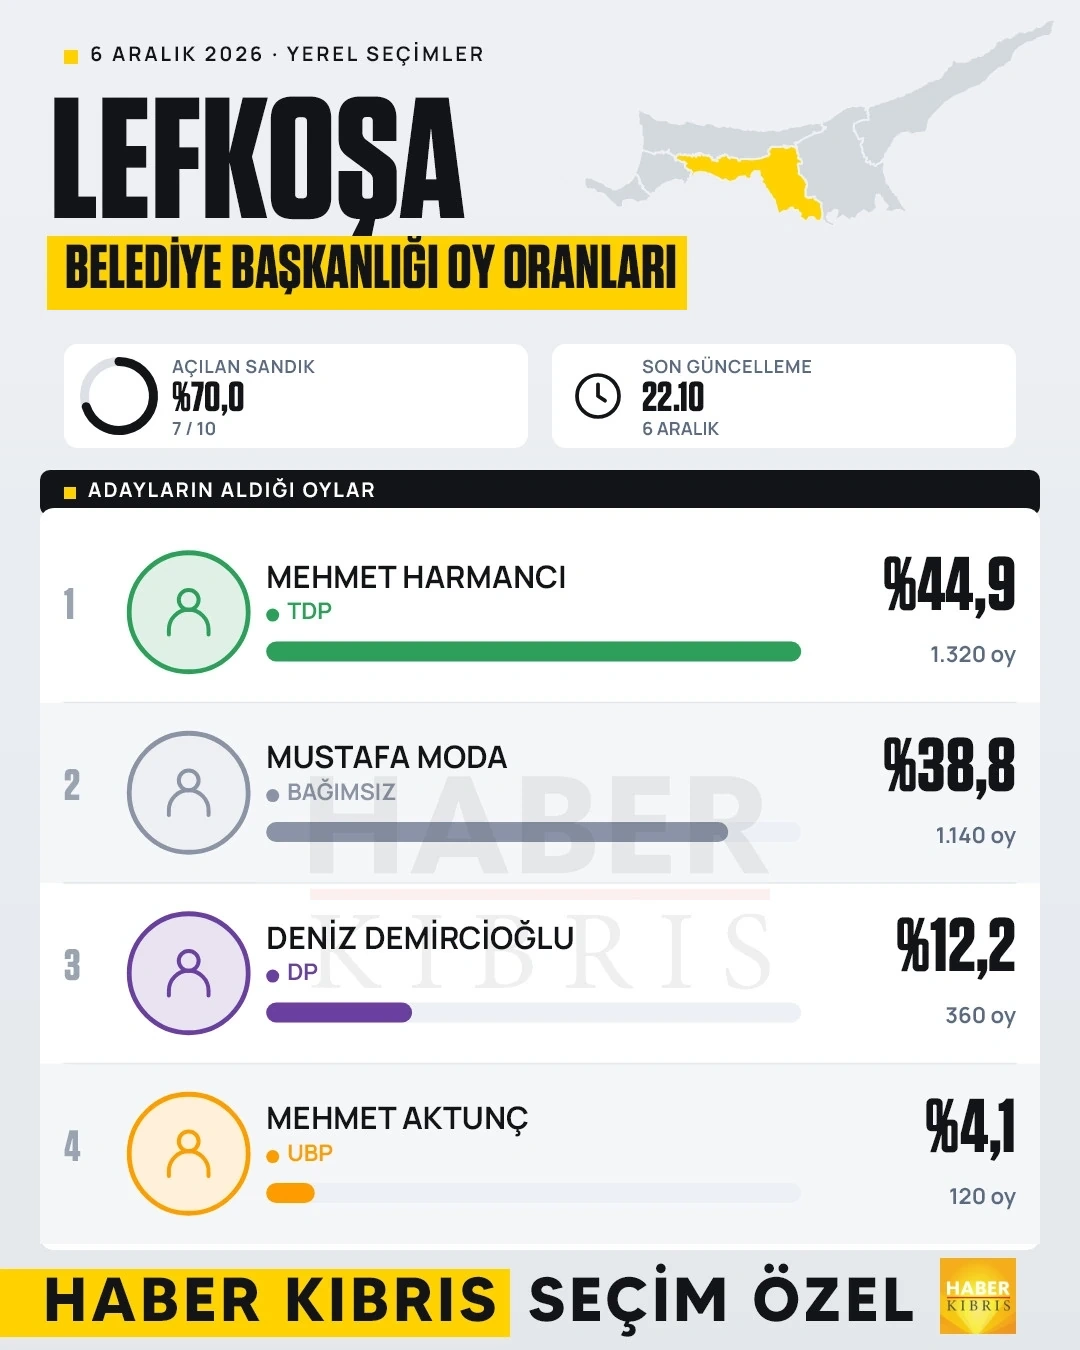 6 ARALIK 2026 · YEREL SEÇİMLER
LEFKOŞA
BELEDİYE BAŞKANLIĞI OY ORANLARI
AÇILAN SANDIK
%70,0
7 / 10
SON GÜNCELLEME
22.10
6 ARALIK
ADAYLARIN ALDIĞI OYLAR
1
MEHMET HARMANCI
TDP
%44,9
1.320 oy
2
MUSTAFA MODA
BAĞIMSIZ
%38,8
1.140 oy
HABER
KIBRIS
3
DENİZ DEMİRCİOĞLU
DP
%12,2
360 oy
4
MEHMET AKTUNÇ
UBP
%4,1
120 oy
HABER KIBRIS SEÇİM ÖZEL
HABER
KIBRIS